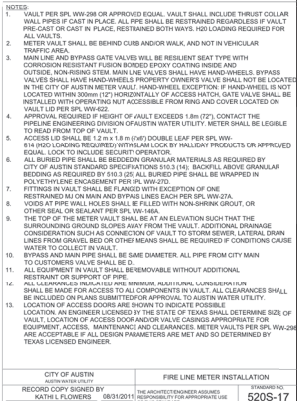 NOTES:
1. VAULT PER SPL WW-298 OR APPROVED EQUAL. VAULT SHALL INCLUDE THRUST COLLAR
WALL PIPES IF CAST IN PLACE. ALL PIPE SHALL BE RESTRAINED REGARDLESS IF VAULT
PRE-CAST OR CAST IN PLACE, RESTRAINED BOTH WAYS. H20 LOADING REQUIRED FOR
ALL VAULTS.
2. METER VAULT SHALL BE BEHIND CURB AND/OR WALK, AND NOT IN VEHICULAR
TRAFFIC AREA.
3. MAIN LINE AND BYPASS GATE VALVES WILL BE RESILIENT SEAT TYPE WITH
CORROSION RESISTANT FUSION BONDED EPOXY COATING INSIDE AND
OUTSIDE, NON-RISING STEM. MAIN LINE VALVES SHALL HAVE HAND-WHEELS. BYPASS
VALVES SHALL HAVE HAND-WHEELS PROPERTY OWNER'S VALVE SHALL NOT BE LOCATED
IN THE CITY OF AUSTIN METER VAULT. HAND-WHEEL EXCEPTION: IF HAND-WHEEL IS NOT
LOCATED WITHIN 300mm (12") HORIZONTALLY OF ACCESS HATCH, GATE VALVE SHALL BE
INSTALLED WITH OPERATING NUT ACCESSIBLE FROM RING AND COVER LOCATED ON
VAULT LID PER SPL WW-622.
4. APPROVAL REQUIRED IF HEIGHT OF VAULT EXCEEDS 1.8m (72"), CONTACT THE
PIPELINE ENGINEERING DIVISION OF AUSTIN WATER UTILITY. METER SHALL BE LEGIBLE
TO READ FROM TOP OF VAULT.
5. ACCESS LID SHALL BE 1.2 m x 1.8 m (4'x6') DOUBLE LEAF PER SPL WW-
614 (H20 LOADING REQUIRED) WITH SLAM LOCK BY HALLIDAY PRODUCTS OR APPROVED
EQUAL LOCK TO INCLUDE SECURITY OPERATOR.
6. ALL BURIED PIPE SHALL BE BEDDED IN GRANULAR MATERIALS AS REQUIRED BY
CITY OF AUSTIN STANDARD SPECIFICATIONS 510.3 (14). BACKFILL ABOVE GRANULAR
BEDDING AS REQUIRED BY 510.3 (25) ALL BURIED PIPE SHALL BE WRAPPED IN
POLYETHYLENE ENCASEMENT PER SPL WW-27D.
7. FITTINGS IN VAULT SHALL BE FLANGED WITH EXCEPTION OF ONE
RESTRAINED MJ ON MAIN AND BYPASS LINES EACH PER SPL WW-27A.
8. VOIDS AT PIPE WALL HOLES SHALL BE FILLED WITH NON-SHRINK GROUT, OR
OTHER SEAL OR SEALANT PER SPL WW-146A.
9. THE TOP OF THE METER VAULT SHALL BE AT AN ELEVATION SUCH THAT THE
SURROUNDING GROUND SLOPES AWAY FROM THE VAULT. ADDITIONAL DRAINAGE
CONSIDERATION SUCH AS CONNECTION OF VAULT TO STORM SEWER, LATERAL DRAIN
LINES FROM GRAVEL BED OR OTHER MEANS SHALL BE REQUIRED IF CONDITIONS CAUSE
WATER TO COLLECT IN VAULT.
10. BYPASS AND MAIN PIPE SHALL BE SAME DIAMETER. ALL PIPE FROM CITY MAIN
TO CUSTOMERS VALVE SHALL BE D.
11. ALL EQUIPMENT IN VAULT SHALL BE REMOVABLE WITHOUT ADDITIONAL
RESTRAINT OR SUPPORT OF PIPE.
12. ALL CLEARANCES INDICATED ARE MINIMUM, ADDITIONAL CONSIDERATION
SHALL BE MADE FOR ACCESS TO ALL COMPONENTS IN VAULT. ALL CLEARANCES SHALL
BE INCLUDED ON PLANS SUBMITTED FOR APPROVAL TO AUSTIN WATER UTILITY.
13. LOCATION OF ACCESS DOORS ARE SHOWN TO INDICATE POSSIBLE
LOCATION. AN ENGINEER LICENSED BY THE STATE OF TEXAS SHALL DETERMINE SIZE OF
VAULT, LOCATION OF ACCESS DOOR AND/OR VALVE CASINGS APPROPRIATE FOR
EQUIPMENT, ACCESS, MAINTENANCE AND CLEARANCES. METER VAULTS PER SPL WW-298
ARE ACCEPTABLE IF ALL DESIGN PARAMETERS ARE MET AND SO DETERMINED BY
TEXAS LICENSED ENGINEER.
CITY OF AUSTIN
AUSTIN WATER UTILITY
FIRE LINE METER INSTALLATION
RECORD COPY SIGNED BY
KATHI L FLOWERS 08/31/2011
THE ARCHITECT/ENGINEER ASSUMES
RESPONSIBILITY FOR APPROPRIATE USE
STANDARD NO.
520S-17